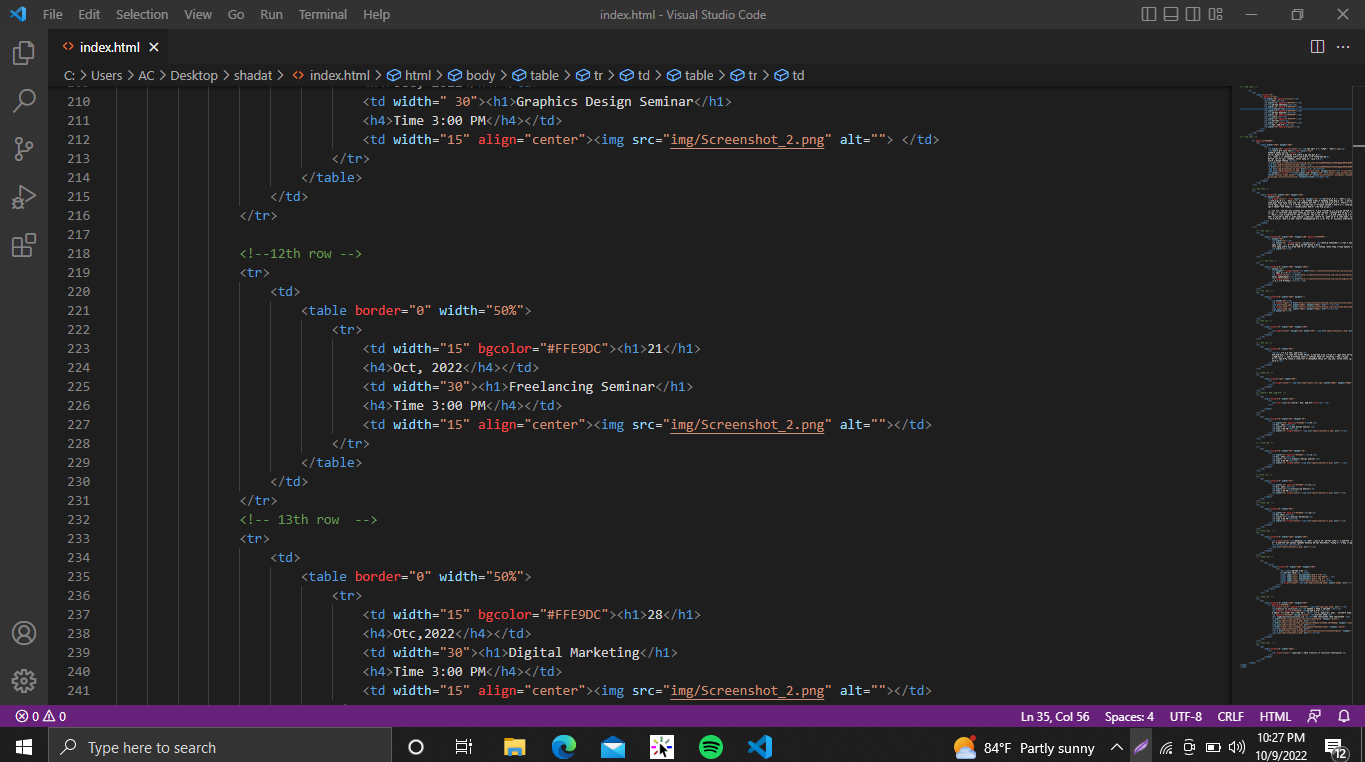 File Edit Selection View Go Run Terminal Help index.html - Visual Studio Code
index.html
C: > Users > AC > Desktop > shadat > index.html > html > body > table > tr > td > table > tr > td
210 <td width=" 30"><h1>Graphics Design Seminar</h1>
211 <h4>Time 3:00 PM</h4></td>
212 <td width="15" align="center"><img src="img/Screenshot_2.png" alt=""> </td>
213 </tr>
214 </table>
215 </td>
216 </tr>
217
218 <!--12th row -->
219 <tr>
220 <td>
221 <table border="0" width="50%">
222 <tr>
223 <td width="15" bgcolor="#FFE9DC"><h1>21</h1>
224 <h4>Oct, 2022</h4></td>
225 <td width="30"><h1>Freelancing Seminar</h1>
226 <h4>Time 3:00 PM</h4></td>
227 <td width="15" align="center"><img src="img/Screenshot_2.png" alt=""></td>
228 </tr>
229 </table>
230 </td>
231 </tr>
232 <!-- 13th row  -->
233 <tr>
234 <td>
235 <table border="0" width="50%">
236 <tr>
237 <td width="15" bgcolor="#FFE9DC"><h1>28</h1>
238 <h4>Otc,2022</h4></td>
239 <td width="30"><h1>Digital Marketing</h1>
240 <h4>Time 3:00 PM</h4></td>
241 <td width="15" align="center"><img src="img/Screenshot_2.png" alt=""></td>
0 0 Ln 35, Col 56 Spaces: 4 UTF-8 CRLF HTML
Type here to search 84°F Partly sunny 10:27 PM
10/9/2022 12